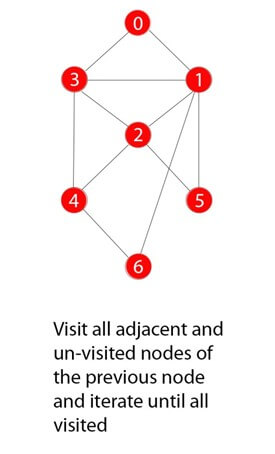 0
3 1
2
4 5
6
Visit all adjacent and
un-visited nodes of
the previous node
and iterate until all
visited